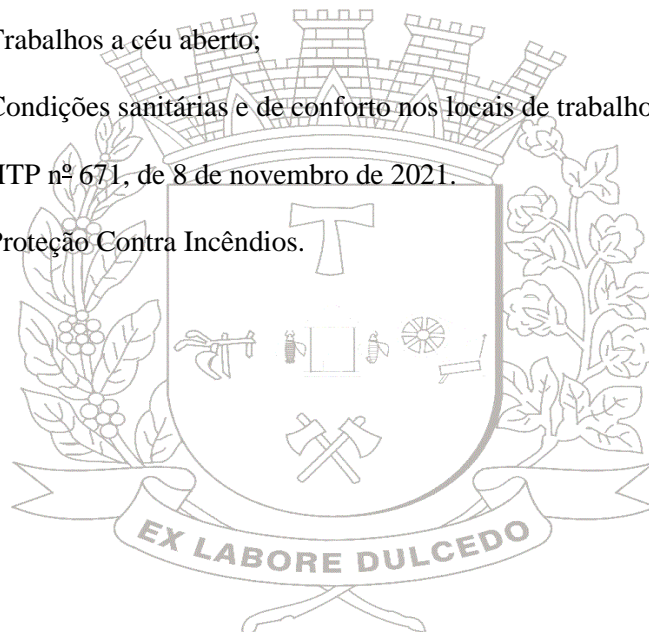 Trabalhos a céu aberto;
Condições sanitárias e de conforto nos locais de trabalho
MTP nº 671, de 8 de novembro de 2021.
Proteção Contra Incêndios.
EX LABORE DULCEDO